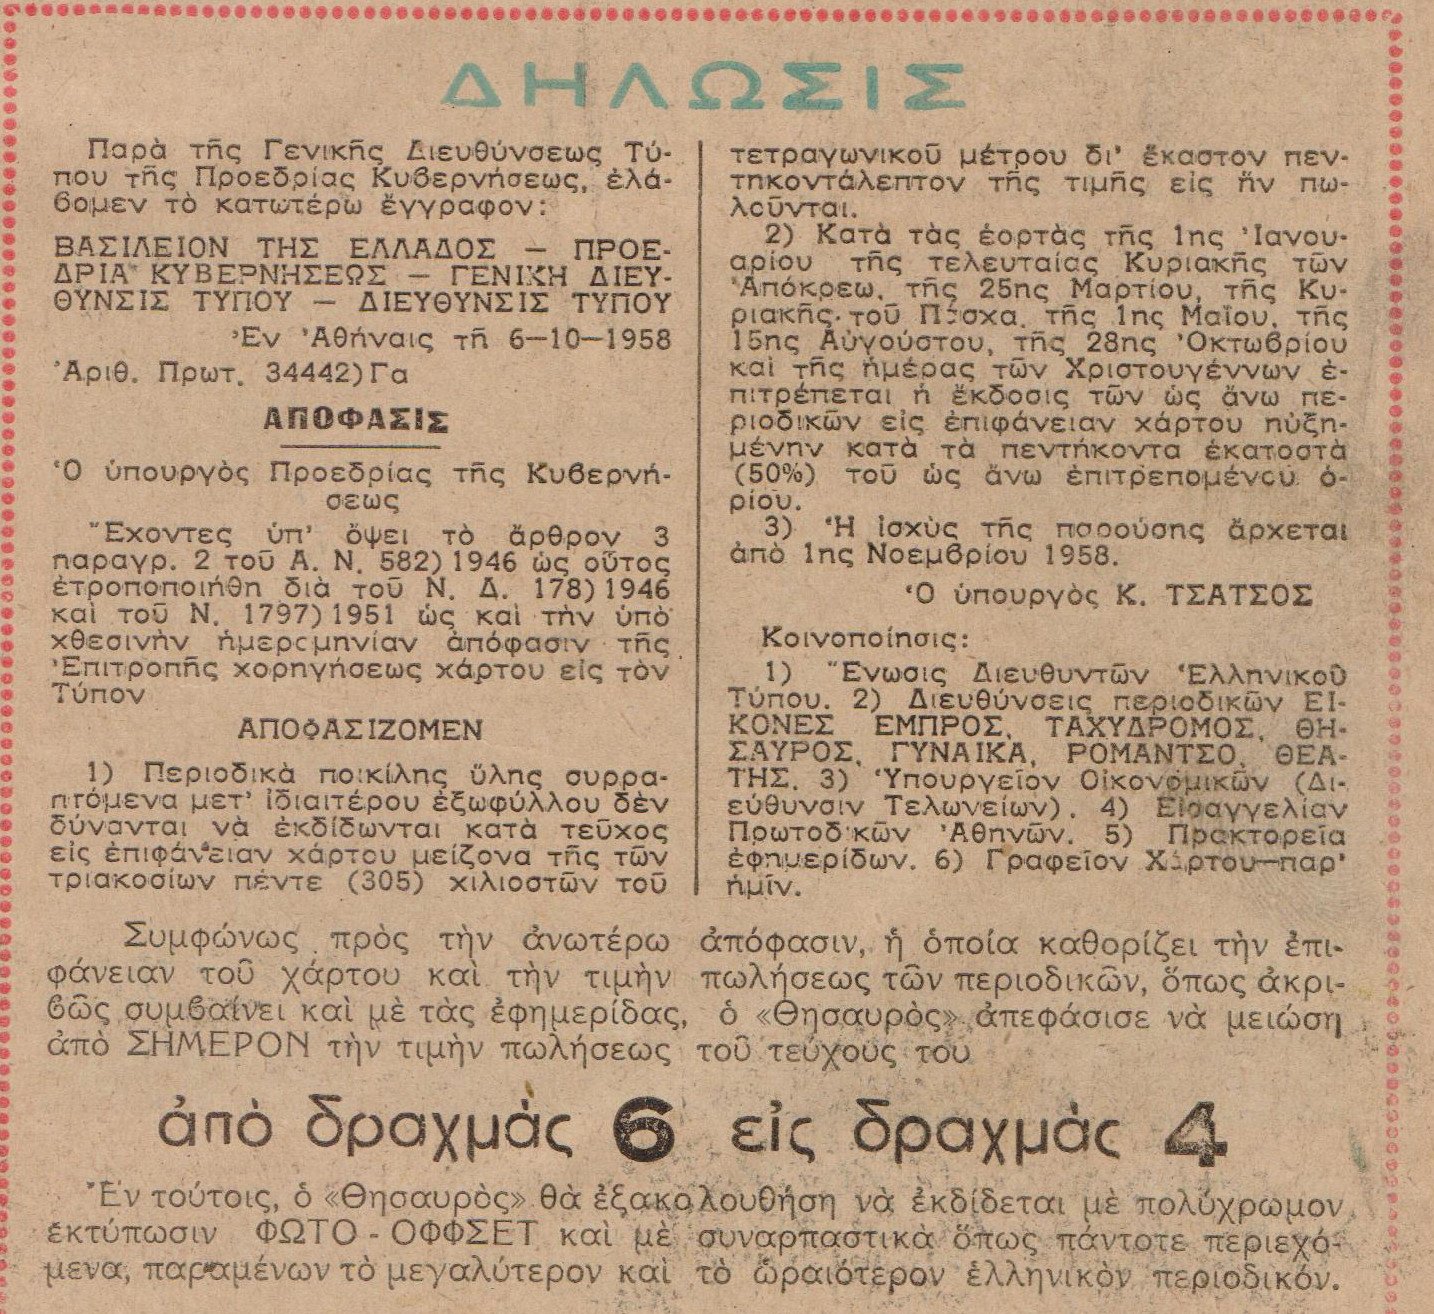 ΔΗΛΩΣΙΣ
Παρὰ τῆς Γενικῆς Διευθύνσεως Τύ-
που τῆς Προεδρίας Κυβερνήσεως, ἐλά-
βομεν τὸ κατωτέρω ἔγγραφον:
ΒΑΣΙΛΕΙΟΝ ΤΗΣ ΕΛΛΑΔΟΣ — ΠΡΟΕ-
ΔΡΙΑ ΚΥΒΕΡΝΗΣΕΩΣ — ΓΕΝΙΚΗ ΔΙΕΥ-
ΘΥΝΣΙΣ ΤΥΠΟΥ — ΔΙΕΥΘΥΝΣΙΣ ΤΥΠΟΥ
Ἐν Ἀθήναις τῇ 6—10—1958
Ἀριθ. Πρωτ. 34442)Γα
ΑΠΟΦΑΣΙΣ
Ὁ ὑπουργὸς Προεδρίας τῆς Κυβερνή-
σεως
Ἔχοντες ὑπ' ὄψει τὸ ἄρθρον 3
παραγρ. 2 τοῦ Α. Ν. 582)1946 ὡς οὗτος
ἐτροποποιήθη διὰ τοῦ Ν. Δ. 178)1946
καὶ τοῦ Ν. 1797)1951 ὡς καὶ τὴν ὑπὸ
χθεσινὴν ἡμερομηνίαν ἀπόφασιν τῆς
Ἐπιτροπῆς χορηγήσεως χάρτου εἰς τὸν
Τύπον
ΑΠΟΦΑΣΙΖΟΜΕΝ
1) Περιοδικὰ ποικίλης ὕλης συρρα-
πτόμενα μετ' ἰδιαιτέρου ἐξωφύλλου δὲν
δύνανται νὰ ἐκδίδωνται κατὰ τεῦχος
εἰς ἐπιφάνειαν χάρτου μείζονα τῆς τῶν
τριακοσίων πέντε (305) χιλιοστῶν τοῦ
τετραγωνικοῦ μέτρου δι' ἕκαστον πεν-
τηκοντάλεπτον τῆς τιμῆς εἰς ἣν πω-
λοῦνται.
2) Κατὰ τὰς ἑορτὰς τῆς 1ης Ἰανου-
αρίου τῆς τελευταίας Κυριακῆς τῶν
Ἀπόκρεω, τῆς 25ης Μαρτίου, τῆς Κυ-
ριακῆς τοῦ Πάσχα, τῆς 1ης Μαΐου, τῆς
15ης Αὐγούστου, τῆς 28ης Ὀκτωβρίου
καὶ τῆς ἡμέρας τῶν Χριστουγέννων ἐ-
πιτρέπεται ἡ ἔκδοσις τῶν ὡς ἄνω πε-
ριοδικῶν εἰς ἐπιφάνειαν χάρτου ηὐξη-
μένην κατὰ τὰ πεντήκοντα ἑκατοστὰ
(50%) τοῦ ὡς ἄνω ἐπιτρεπομένου ὁ-
ρίου.
3) Ἡ ἰσχὺς τῆς παρούσης ἄρχεται
ἀπὸ 1ης Νοεμβρίου 1958.
Ὁ ὑπουργὸς Κ. ΤΣΑΤΣΟΣ
Κοινοποίησις:
1) Ἕνωσις Διευθυντῶν Ἑλληνικοῦ
Τύπου. 2) Διευθύνσεις περιοδικῶν ΕΙ-
ΚΟΝΕΣ ΕΜΠΡΟΣ, ΤΑΧΥΔΡΟΜΟΣ, ΘΗ-
ΣΑΥΡΟΣ, ΓΥΝΑΙΚΑ, ΡΟΜΑΝΤΣΟ, ΘΕΑ-
ΤΗΣ. 3) Ὑπουργεῖον Οἰκονομικῶν (Δι-
εύθυνσιν Τελωνείων). 4) Εἰσαγγελίαν
Πρωτοδικῶν Ἀθηνῶν. 5) Πρακτορεῖα
ἐφημερίδων. 6) Γραφεῖον Χάρτου—παρ'
ἡμῖν.
Συμφώνως πρὸς τὴν ἀνωτέρω ἀπόφασιν, ἡ ὁποία καθορίζει τὴν ἐπι-
φάνειαν τοῦ χάρτου καὶ τὴν τιμὴν πωλήσεως τῶν περιοδικῶν, ὅπως ἀκρι-
βῶς συμβαίνει καὶ μὲ τὰς ἐφημερίδας, ὁ «Θησαυρὸς» ἀπεφάσισε νὰ μειώση
ἀπὸ ΣΗΜΕΡΟΝ τὴν τιμὴν πωλήσεως τοῦ τεύχους του
ἀπὸ δραχμὰς 6 εἰς δραχμὰς 4
Ἐν τούτοις, ὁ «Θησαυρὸς» θὰ ἐξακολουθήση νὰ ἐκδίδεται μὲ πολύχρωμον
ἐκτύπωσιν ΦΩΤΟ-ΟΦΦΣΕΤ καὶ μὲ συναρπαστικὰ ὅπως πάντοτε περιεχό-
μενα, παραμένων τὸ μεγαλύτερον καὶ τὸ ὡραιότερον ἑλληνικὸν περιοδικόν.